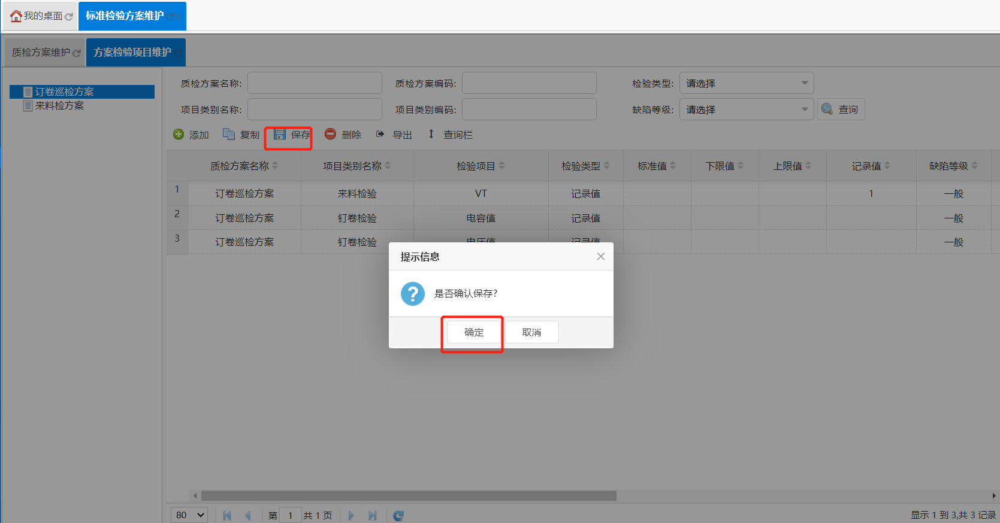 我的桌面 标准检验方案维护
质检方案维护 方案检验项目维护
订卷巡检方案
来料检方案
质检方案名称: 质检方案编码: 检验类型: 请选择
项目类别名称: 项目类别编码: 缺陷等级: 请选择 查询
添加 复制 保存 删除 导出 查询栏
质检方案名称 项目类别名称 检验项目 检验类型 标准值 下限值 上限值 记录值 缺陷等级
1 订卷巡检方案 来料检验 VT 记录值 1 一般
2 订卷巡检方案 钉卷检验 电容值 记录值 一般
3 订卷巡检方案 钉卷检验 电压值 记录值 一般
提示信息
是否确认保存?
确定 取消
80 第 1 共 1 页 显示 1 到 3,共 3 记录